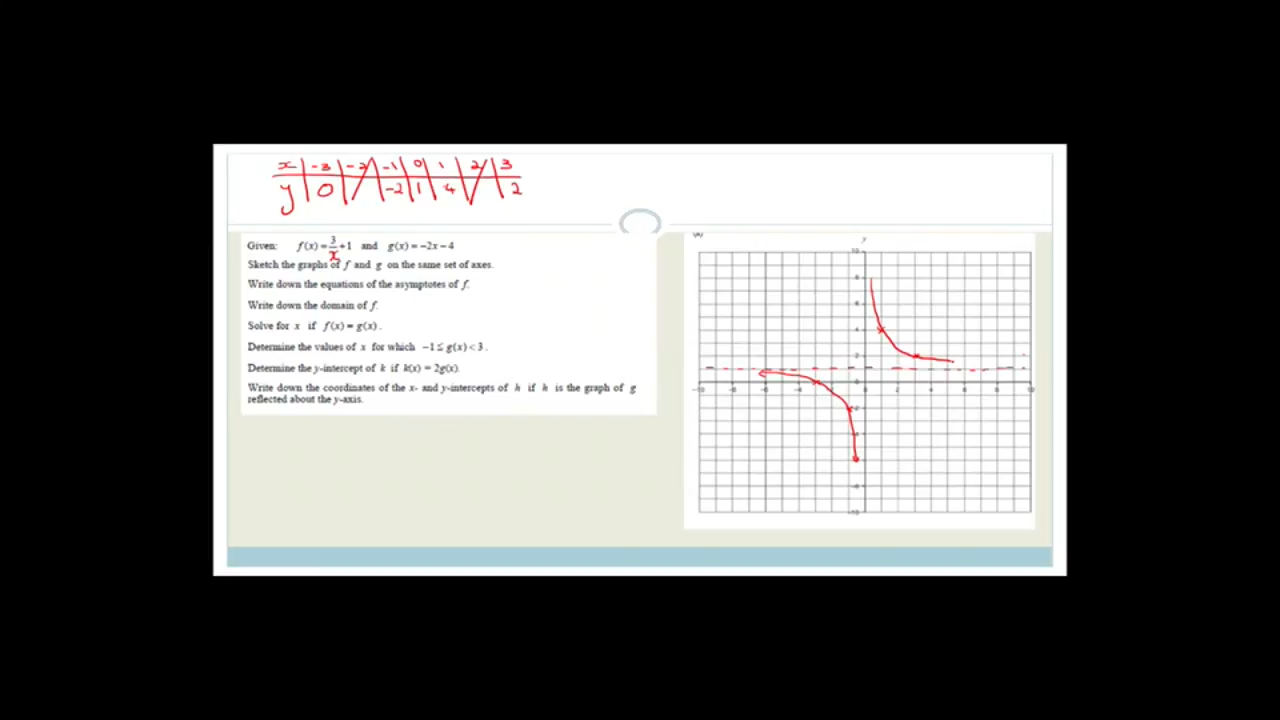 x -3 -2 -1 0 1 2 3
y 0 -2 1 4 2
Given: f(x) = 3/x + 1 and g(x) = -2x - 4
Sketch the graphs of f and g on the same set of axes.
Write down the equations of the asymptotes of f.
Write down the domain of f.
Solve for x if f(x) = g(x).
Determine the values of x for which -1 ≤ g(x) < 3.
Determine the y-intercept of k if k(x) = 2g(x).
Write down the coordinates of the x- and y-intercepts of h if h is the graph of g
reflected about the y-axis.
y